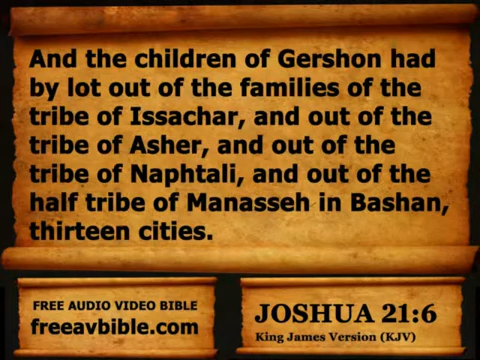 And the children of Gershon had
by lot out of the families of the
tribe of Issachar, and out of the
tribe of Asher, and out of the
tribe of Naphtali, and out of the
half tribe of Manasseh in Bashan,
thirteen cities.
FREE AUDIO VIDEO BIBLE
freeavbible.com
JOSHUA 21:6
King James Version (KJV)